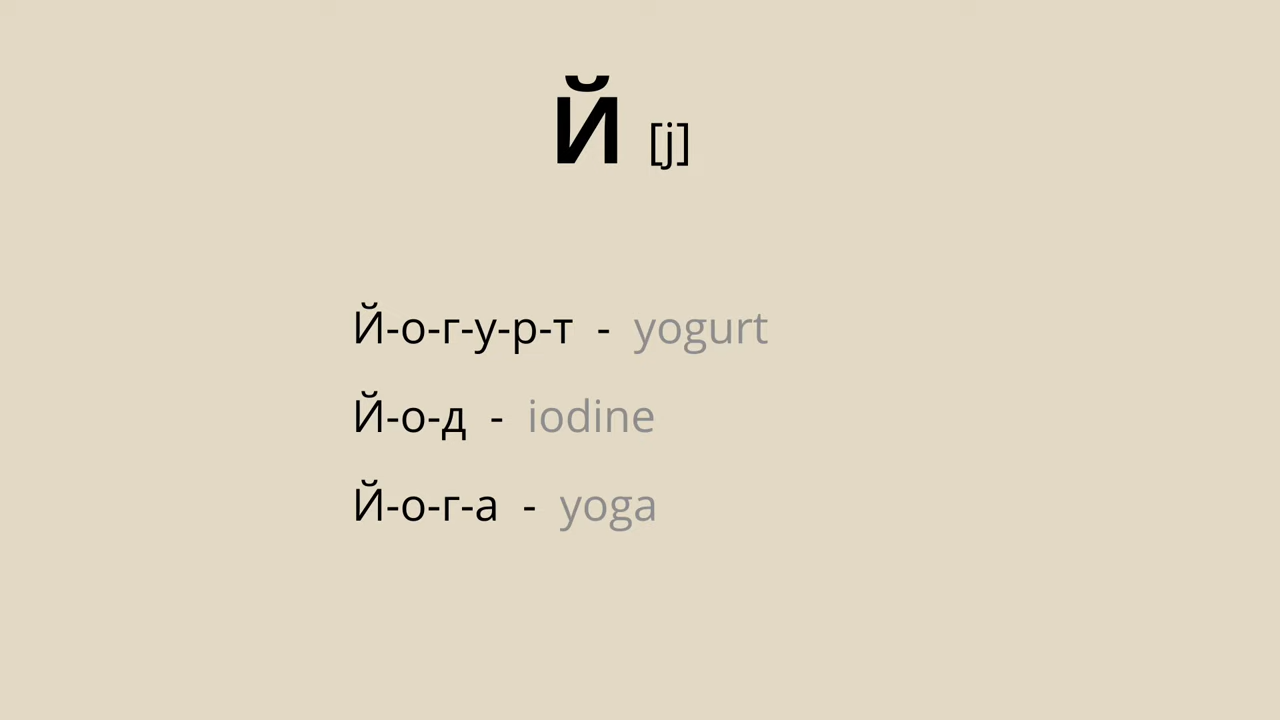 Й [j]
Й-о-г-у-р-т - yogurt
Й-о-д - iodine
Й-о-г-а - yoga